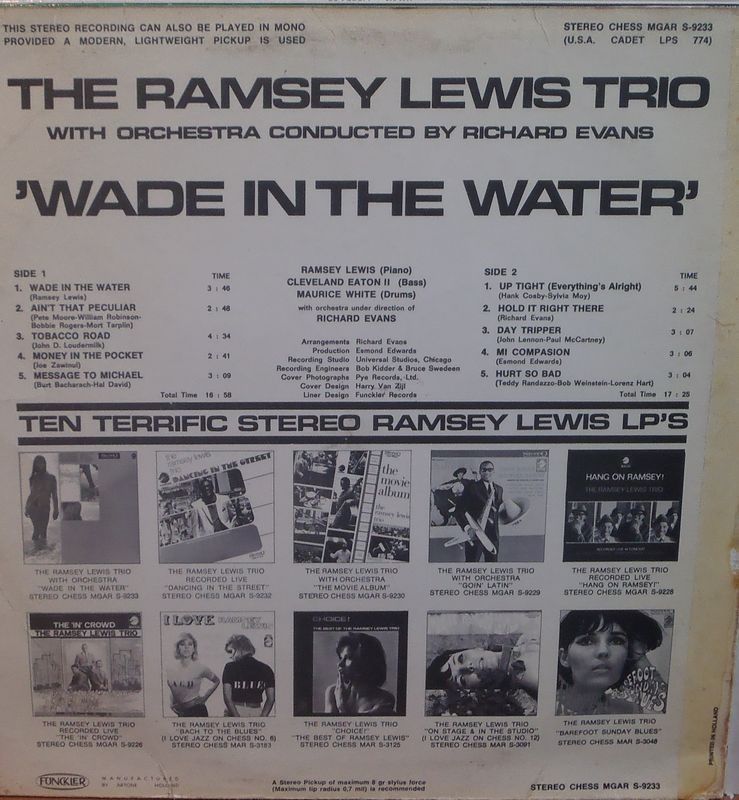 THIS STEREO RECORDING CAN ALSO BE PLAYED IN MONO
PROVIDED A MODERN, LIGHTWEIGHT PICKUP IS USED
STEREO CHESS MGAR S-9233
(U.S.A. CADET LPS 774)
THE RAMSEY LEWIS TRIO
WITH ORCHESTRA CONDUCTED BY RICHARD EVANS
'WADE IN THE WATER'
SIDE 1 TIME
1. WADE IN THE WATER 3 : 46
(Ramsey Lewis)
2. AIN'T THAT PECULIAR 2 : 48
(Pete Moore-William Robinson-
Bobbie Rogers-Mort Tarplin)
3. TOBACCO ROAD 4 : 34
(John D. Loudermilk)
4. MONEY IN THE POCKET 2 : 41
(Joe Zawinul)
5. MESSAGE TO MICHAEL 3 : 09
(Burt Bacharach-Hal David)
Total Time 16 : 58
RAMSEY LEWIS (Piano)
CLEVELAND EATON II (Bass)
MAURICE WHITE (Drums)
with orchestra under direction of
RICHARD EVANS
Arrangements Richard Evans
Production Esmond Edwards
Recording Studio Universal Studios, Chicago
Recording Engineers Bob Kidder & Bruce Swedeen
Cover Photographs Pye Records, Ltd.
Cover Design Harry Van Zijl
Liner Design Funckler Records
SIDE 2 TIME
1. UP TIGHT (Everything's Alright) 5 : 44
(Hank Cosby-Sylvia Moy)
2. HOLD IT RIGHT THERE 2 : 24
(Richard Evans)
3. DAY TRIPPER 3 : 07
(John Lennon-Paul McCartney)
4. MI COMPASION 3 : 06
(Esmond Edwards)
5. HURT SO BAD 3 : 04
(Teddy Randazzo-Bob Weinstein-Lorenz Hart)
Total Time 17 : 25
TEN TERRIFIC STEREO RAMSEY LEWIS LP'S
the
ramsey lewis
trio
DANCING IN THE STREET
the
movie
album
the
ramsey lewis
trio
HANG ON RAMSEY!
THE RAMSEY LEWIS TRIO
THE RAMSEY LEWIS TRIO
WITH ORCHESTRA
"WADE IN THE WATER"
STEREO CHESS MGAR S-9233
THE RAMSEY LEWIS TRIO
RECORDED LIVE
"DANCING IN THE STREET"
STEREO CHESS MGAR S-9232
THE RAMSEY LEWIS TRIO
WITH ORCHESTRA
"THE MOVIE ALBUM"
STEREO CHESS MGAR S-9230
THE RAMSEY LEWIS TRIO
WITH ORCHESTRA
"GOIN' LATIN"
STEREO CHESS MGAR S-9229
THE RAMSEY LEWIS TRIO
RECORDED LIVE
"HANG ON RAMSEY!"
STEREO CHESS MGAR S-9228
THE 'IN' CROWD
THE RAMSEY LEWIS TRIO
I LOVE RAMSEY
LEWIS
BLUES
CHOICE!
THE BEST OF THE RAMSEY LEWIS TRIO
THE RAMSEY LEWIS TRIO
RECORDED LIVE
"THE 'IN' CROWD"
STEREO CHESS MGAR S-9226
THE RAMSEY LEWIS TRIO
"BACH TO THE BLUES"
(I LOVE JAZZ ON CHESS NO. 6)
STEREO CHESS MAR S-3183
THE RAMSEY LEWIS TRIO
"CHOICE!"
"THE BEST OF RAMSEY LEWIS"
STEREO CHESS MAR S-3125
THE RAMSEY LEWIS TRIO
"ON STAGE & IN THE STUDIO"
(I LOVE JAZZ ON CHESS NO. 12)
STEREO CHESS MAR S-3091
THE RAMSEY LEWIS TRIO
"BAREFOOT SUNDAY BLUES"
STEREO CHESS MAR S-3048
PRINTED IN HOLLAND
FUNCKLER
MANUFACTURED
BY ARTONE HOLLAND
A Stereo Pickup of maximum 8 gr stylus force
(Maximum tip radius 0,7 mil) is recommended
STEREO CHESS MGAR S-9233